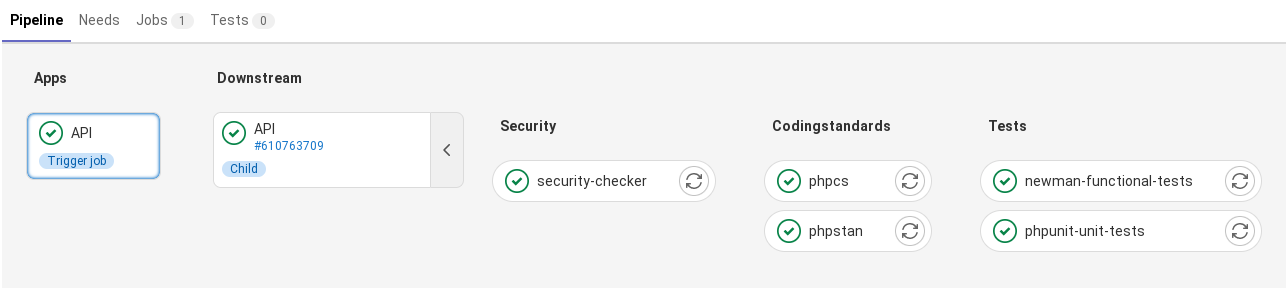 Pipeline Needs Jobs 1 Tests 0
Apps Downstream
API
Trigger job
API
#610763709
Child
Security
security-checker
Codingstandards
phpcs
phpstan
Tests
newman-functional-tests
phpunit-unit-tests